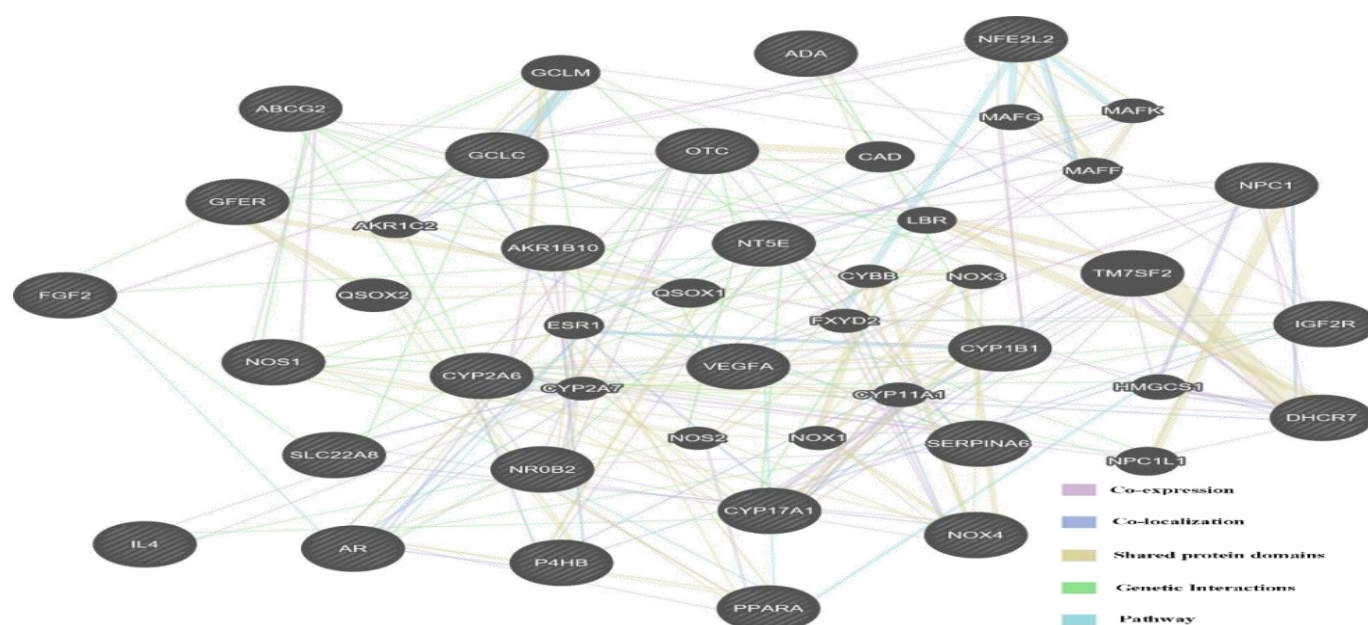 NFE2L2
ADA
GCLM
ABCG2
MAFG
MAFK
GCLC
OTC
CAD
MAFF
NPC1
GFER
AKR1C2
LBR
AKR1B10
NT5E
CYBB
NOX3
TM7SF2
FGF2
QSOX2
QSOX1
FXYD2
IGF2R
ESR1
NOS1
CYP2A6
CYP2A7
VEGFA
CYP1B1
CYP11A1
HMGCS1
DHCR7
NOS2
NOX1
SERPINA6
SLC22A8
NR0B2
NPC1L1
CYP17A1
NOX4
IL4
AR
P4HB
PPARA
Co-expression
Co-localization
Shared protein domains
Genetic Interactions
Pathway